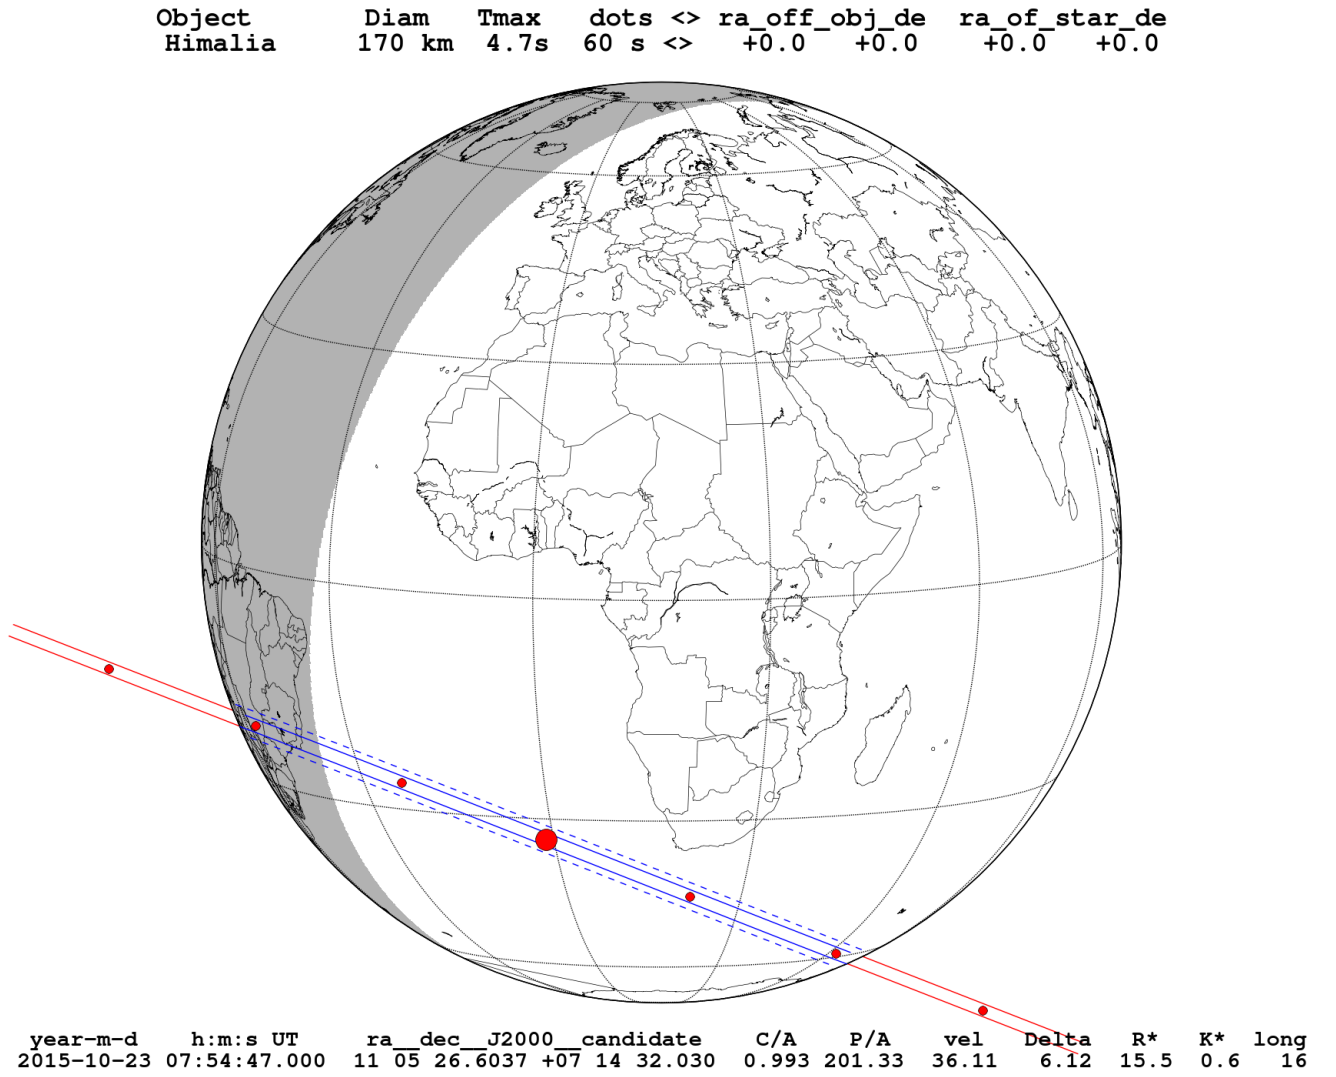 Object Diam Tmax dots <> ra_off_obj_de ra_of_star_de
Himalia 170 km 4.7s 60 s <> +0.0 +0.0 +0.0 +0.0
year-m-d h:m:s UT ra__dec__J2000__candidate C/A P/A vel Delta R* K* long
2015-10-23 07:54:47.000 11 05 26.6037 +07 14 32.030 0.993 201.33 36.11 6.12 15.5 0.6 16